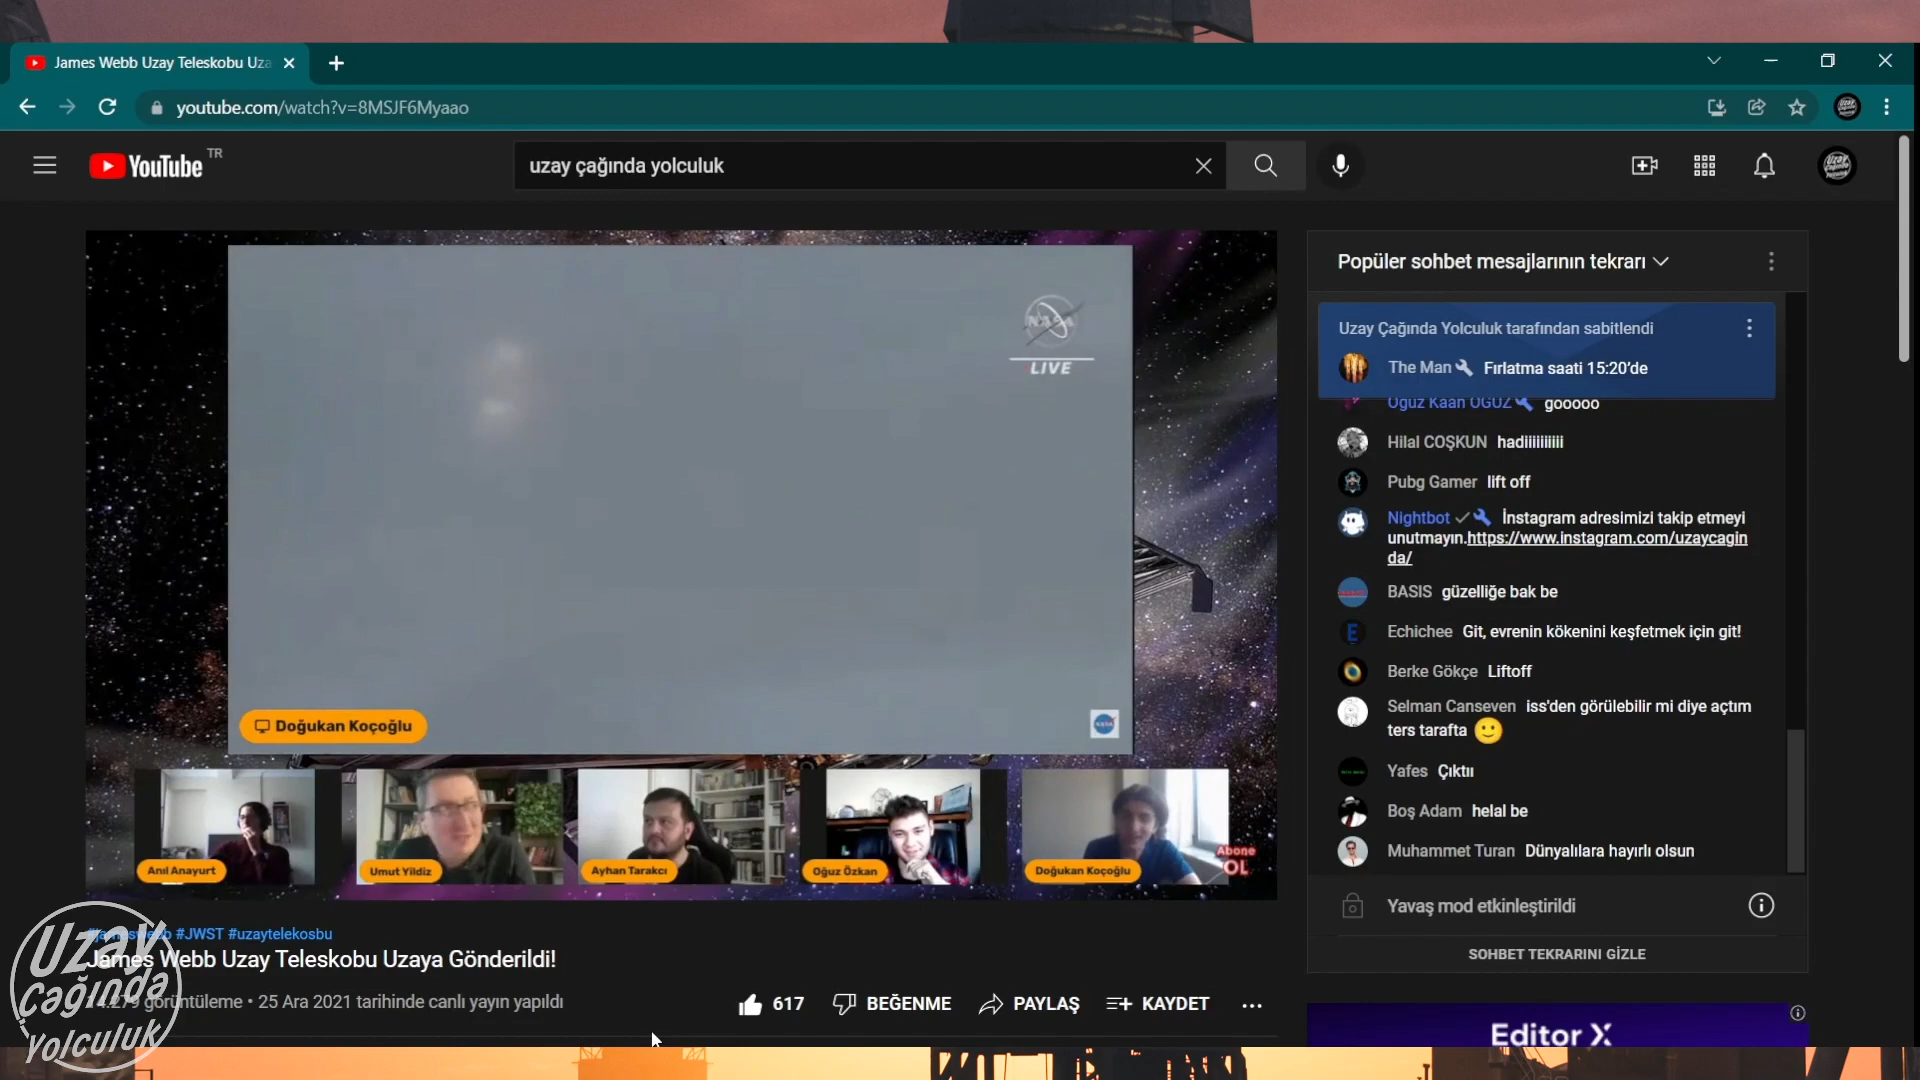 James Webb Uzay Teleskobu Uza
youtube.com/watch?v=8MSJF6Myaao
YouTube TR
uzay çağında yolculuk
NASA
LIVE
Doğukan Koçoğlu
NASA
Anıl Anayurt
Umut Yildiz
Ayhan Tarakcı
Oğuz Özkan
Doğukan Koçoğlu
Abone
OL
#JWST #uzaytelekosbu
James Webb Uzay Teleskobu Uzaya Gönderildi!
görüntüleme • 25 Ara 2021 tarihinde canlı yayın yapıldı
617
BEĞENME
PAYLAŞ
KAYDET
Popüler sohbet mesajlarının tekrarı
Uzay Çağında Yolculuk tarafından sabitlendi
The Man Fırlatma saati 15:20'de
Oğuz Kaan OĞUZ gooooo
Hilal COŞKUN hadiiiiiiiiii
Pubg Gamer lift off
Nightbot İnstagram adresimizi takip etmeyi
unutmayın.https://www.instagram.com/uzaycagin
da/
BASIS güzelliğe bak be
Echichee Git, evrenin kökenini keşfetmek için git!
Berke Gökçe Liftoff
Selman Canseven iss'den görülebilir mi diye açtım
ters tarafta
Yafes Çıktıı
Boş Adam helal be
Muhammet Turan Dünyalılara hayırlı olsun
Yavaş mod etkinleştirildi
SOHBET TEKRARINI GİZLE
Editor X
Uzay
Çağında
Yolculuk